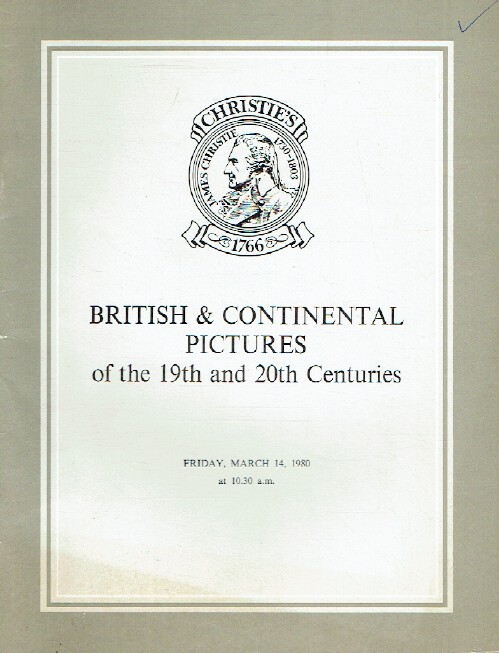 CHRISTIE'S
JAMES CHRISTIE 1730-1803
1766
BRITISH & CONTINENTAL
PICTURES
of the 19th and 20th Centuries
FRIDAY, MARCH 14, 1980
at 10.30 a.m.